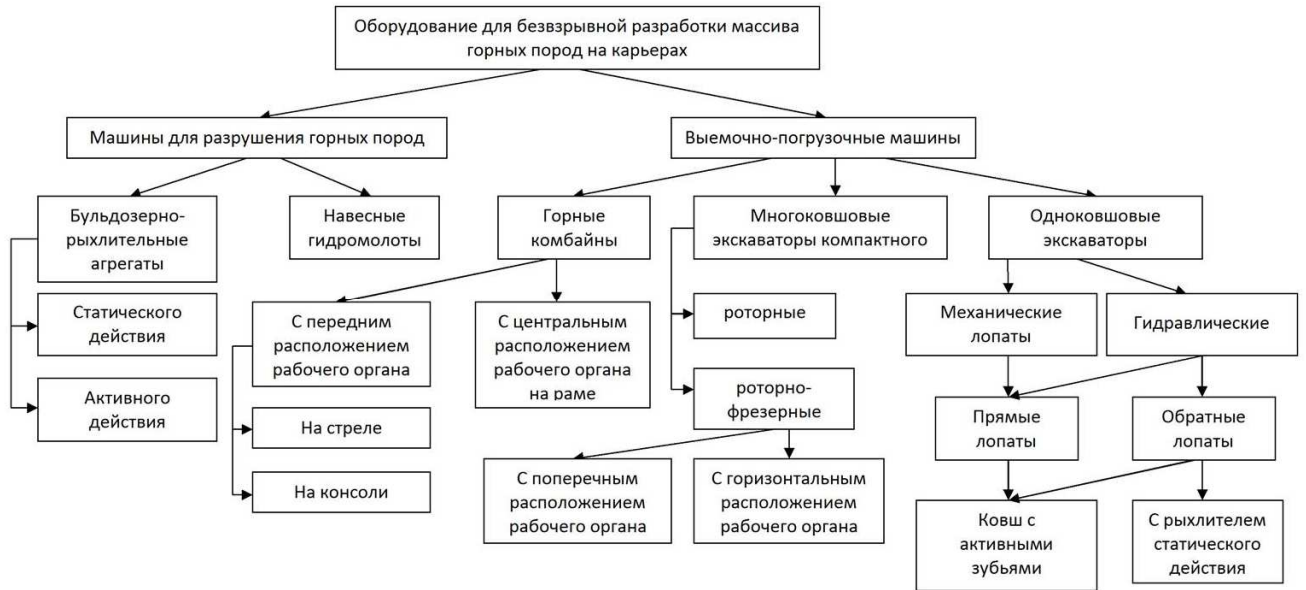 Оборудование для безвзрывной разработки массива
горных пород на карьерах
Машины для разрушения горных пород
Выемочно-погрузочные машины
Бульдозерно-
рыхлительные
агрегаты
Навесные
гидромолоты
Горные
комбайны
Многоковшовые
экскаваторы компактного
Одноковшовые
экскаваторы
Статического
действия
Активного
действия
С передним
расположением
рабочего органа
С центральным
расположением
рабочего органа
на раме
роторные
роторно-
фрезерные
Механические
лопаты
Гидравлические
На стреле
На консоли
Прямые
лопаты
Обратные
лопаты
С поперечным
расположением
рабочего органа
С горизонтальным
расположением
рабочего органа
Ковш с
активными
зубьями
С рыхлителем
статического
действия